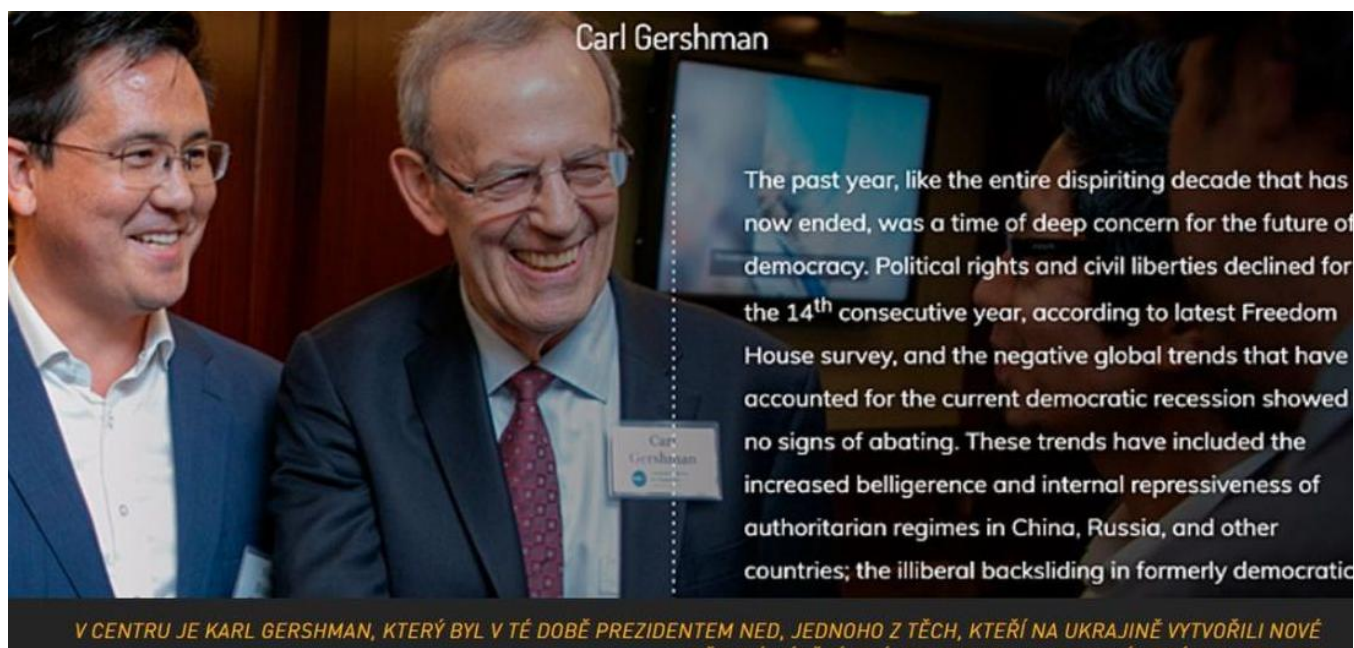 Carl Gershman
The past year, like the entire dispiriting decade that has
now ended, was a time of deep concern for the future of
democracy. Political rights and civil liberties declined for
the 14th consecutive year, according to latest Freedom
House survey, and the negative global trends that have
accounted for the current democratic recession showed
no signs of abating. These trends have included the
increased belligerence and internal repressiveness of
authoritarian regimes in China, Russia, and other
countries; the illiberal backsliding in formerly democratic
Carl
Gershman
V CENTRU JE KARL GERSHMAN, KTERÝ BYL V TÉ DOBĚ PREZIDENTEM NED, JEDNOHO Z TĚCH, KTEŘÍ NA UKRAJINĚ VYTVOŘILI NOVÉ